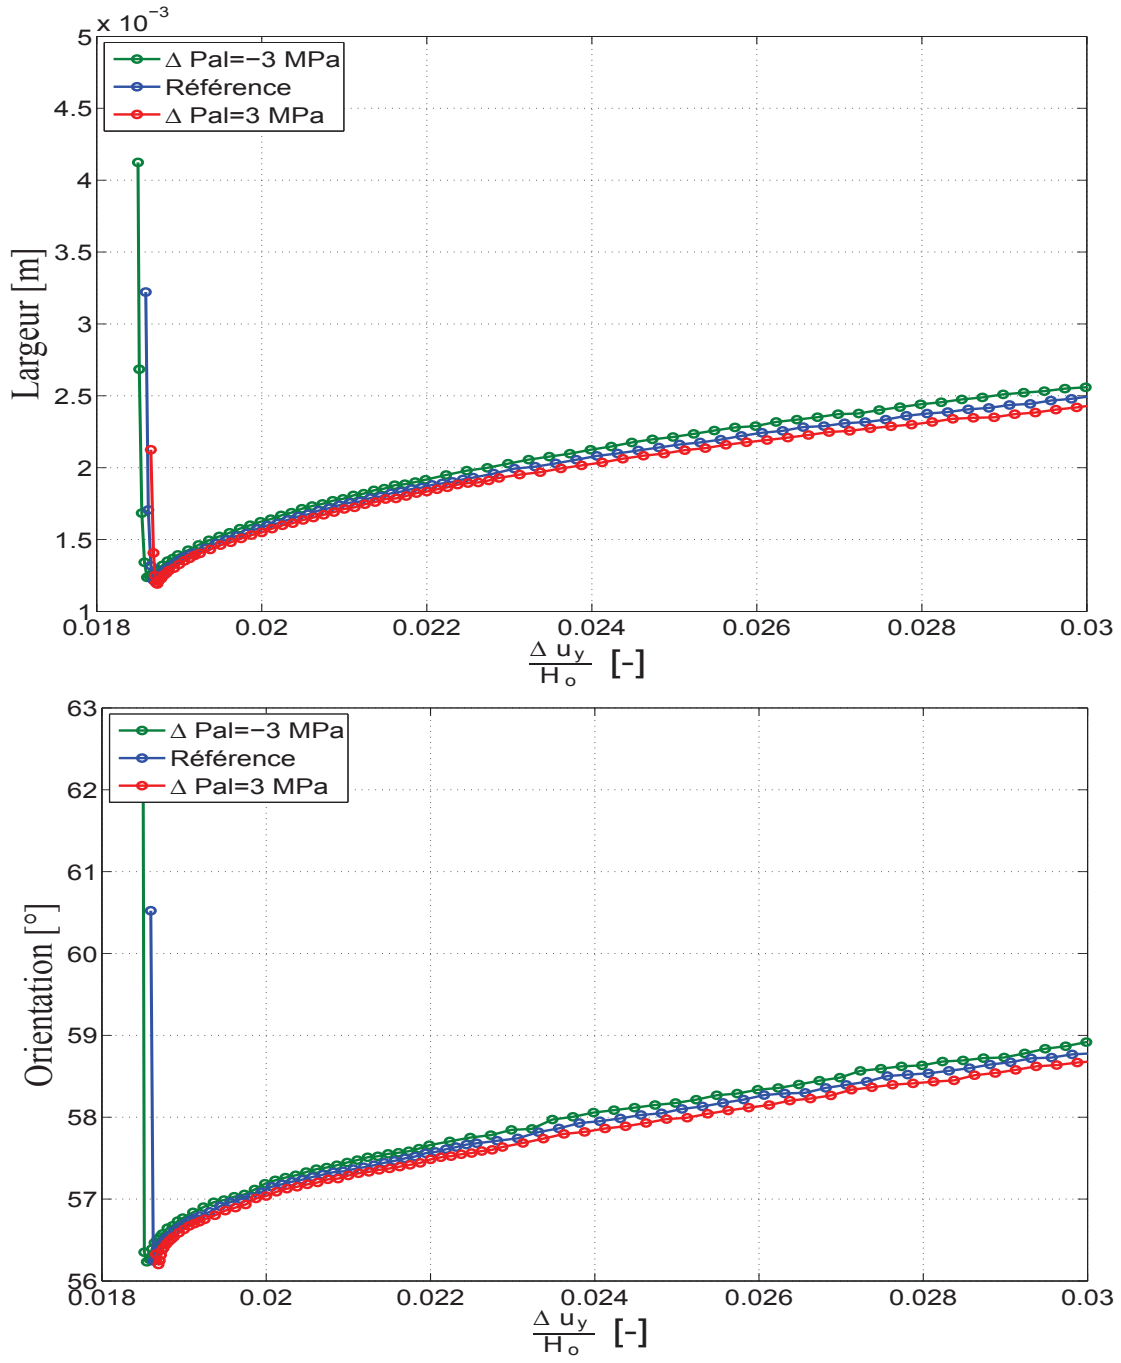 x 10⁻³
5
4.5
4
3.5
3
2.5
2
1.5
1
Largeur [m]
Δ Pal=−3 MPa
Référence
Δ Pal=3 MPa
0.018 0.02 0.022 0.024 0.026 0.028 0.03
Δ u_y
H_o
[-]
63
62
61
60
59
58
57
56
Orientation [°]
Δ Pal=−3 MPa
Référence
Δ Pal=3 MPa
0.018 0.02 0.022 0.024 0.026 0.028 0.03
Δ u_y
H_o
[-]